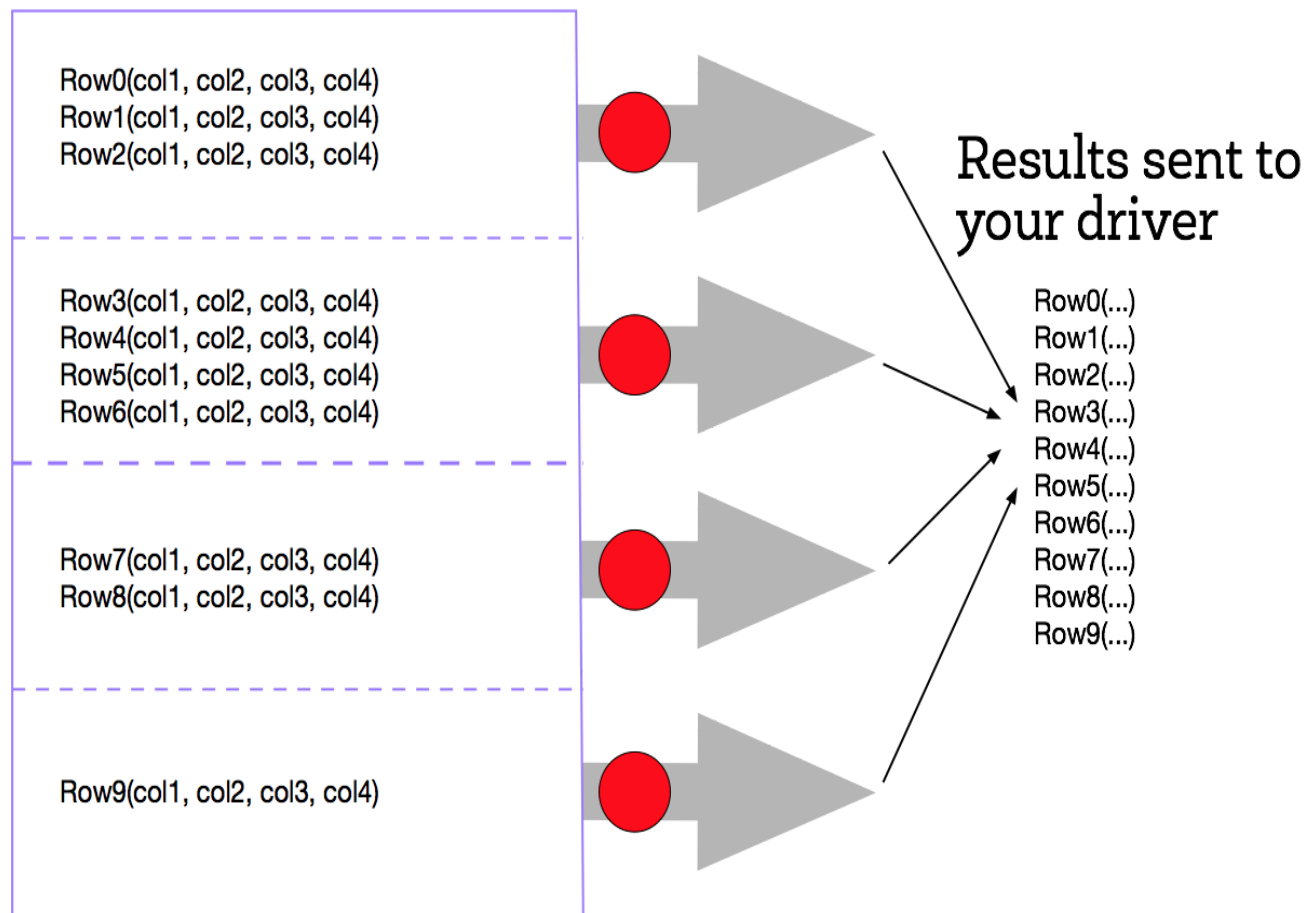 Row0(col1, col2, col3, col4)
Row1(col1, col2, col3, col4)
Row2(col1, col2, col3, col4)
Row3(col1, col2, col3, col4)
Row4(col1, col2, col3, col4)
Row5(col1, col2, col3, col4)
Row6(col1, col2, col3, col4)
Row7(col1, col2, col3, col4)
Row8(col1, col2, col3, col4)
Row9(col1, col2, col3, col4)
Results sent to
your driver
Row0(...)
Row1(...)
Row2(...)
Row3(...)
Row4(...)
Row5(...)
Row6(...)
Row7(...)
Row8(...)
Row9(...)